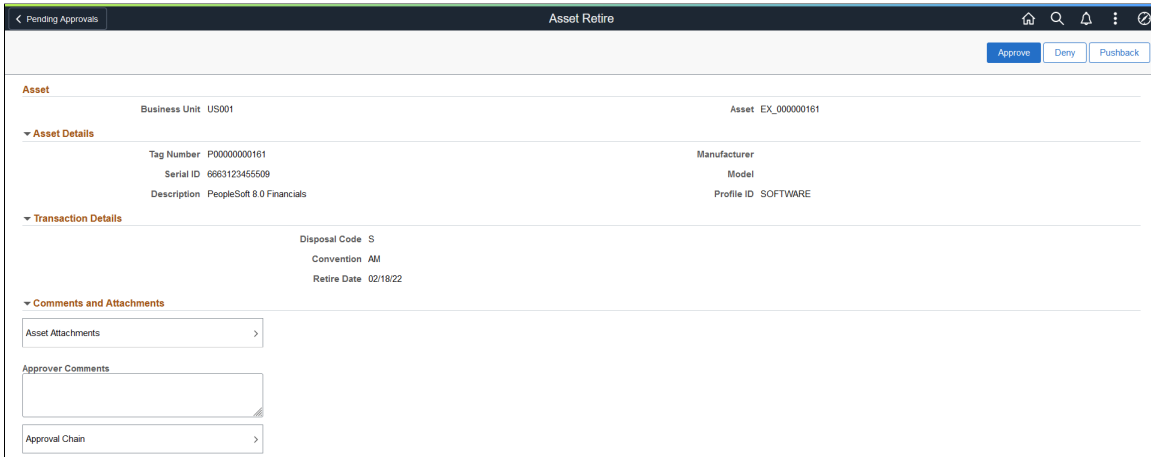 Pending Approvals
Asset Retire
Approve Deny Pushback
Asset
Business Unit US001 Asset EX_000000161
Asset Details
Tag Number P00000000161 Manufacturer
Serial ID 6663123455509 Model
Description PeopleSoft 8.0 Financials Profile ID SOFTWARE
Transaction Details
Disposal Code S
Convention AM
Retire Date 02/18/22
Comments and Attachments
Asset Attachments
Approver Comments
Approval Chain